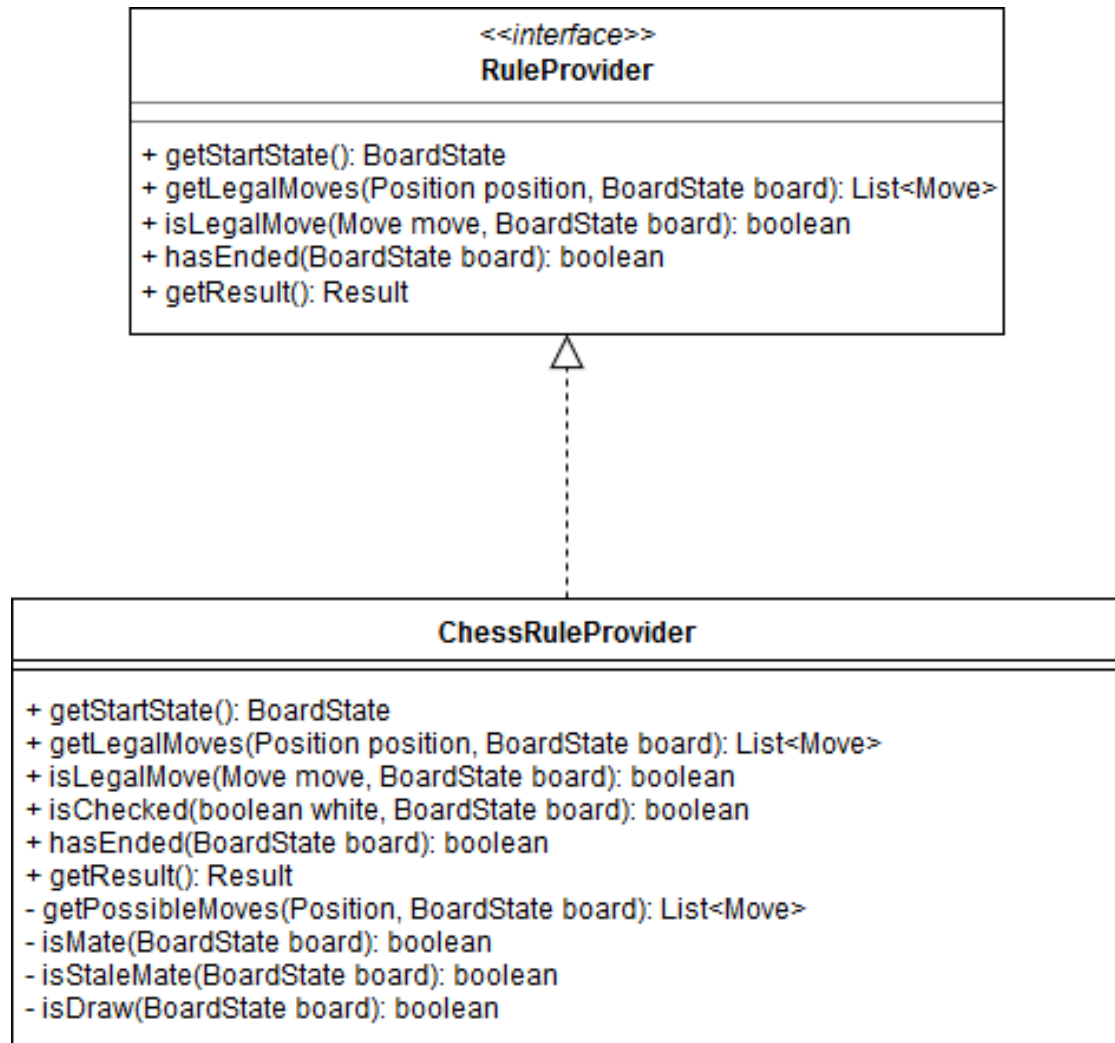 <<interface>>
RuleProvider
+ getStartState(): BoardState
+ getLegalMoves(Position position, BoardState board): List<Move>
+ isLegalMove(Move move, BoardState board): boolean
+ hasEnded(BoardState board): boolean
+ getResult(): Result
ChessRuleProvider
+ getStartState(): BoardState
+ getLegalMoves(Position position, BoardState board): List<Move>
+ isLegalMove(Move move, BoardState board): boolean
+ isChecked(boolean white, BoardState board): boolean
+ hasEnded(BoardState board): boolean
+ getResult(): Result
- getPossibleMoves(Position, BoardState board): List<Move>
- isMate(BoardState board): boolean
- isStaleMate(BoardState board): boolean
- isDraw(BoardState board): boolean